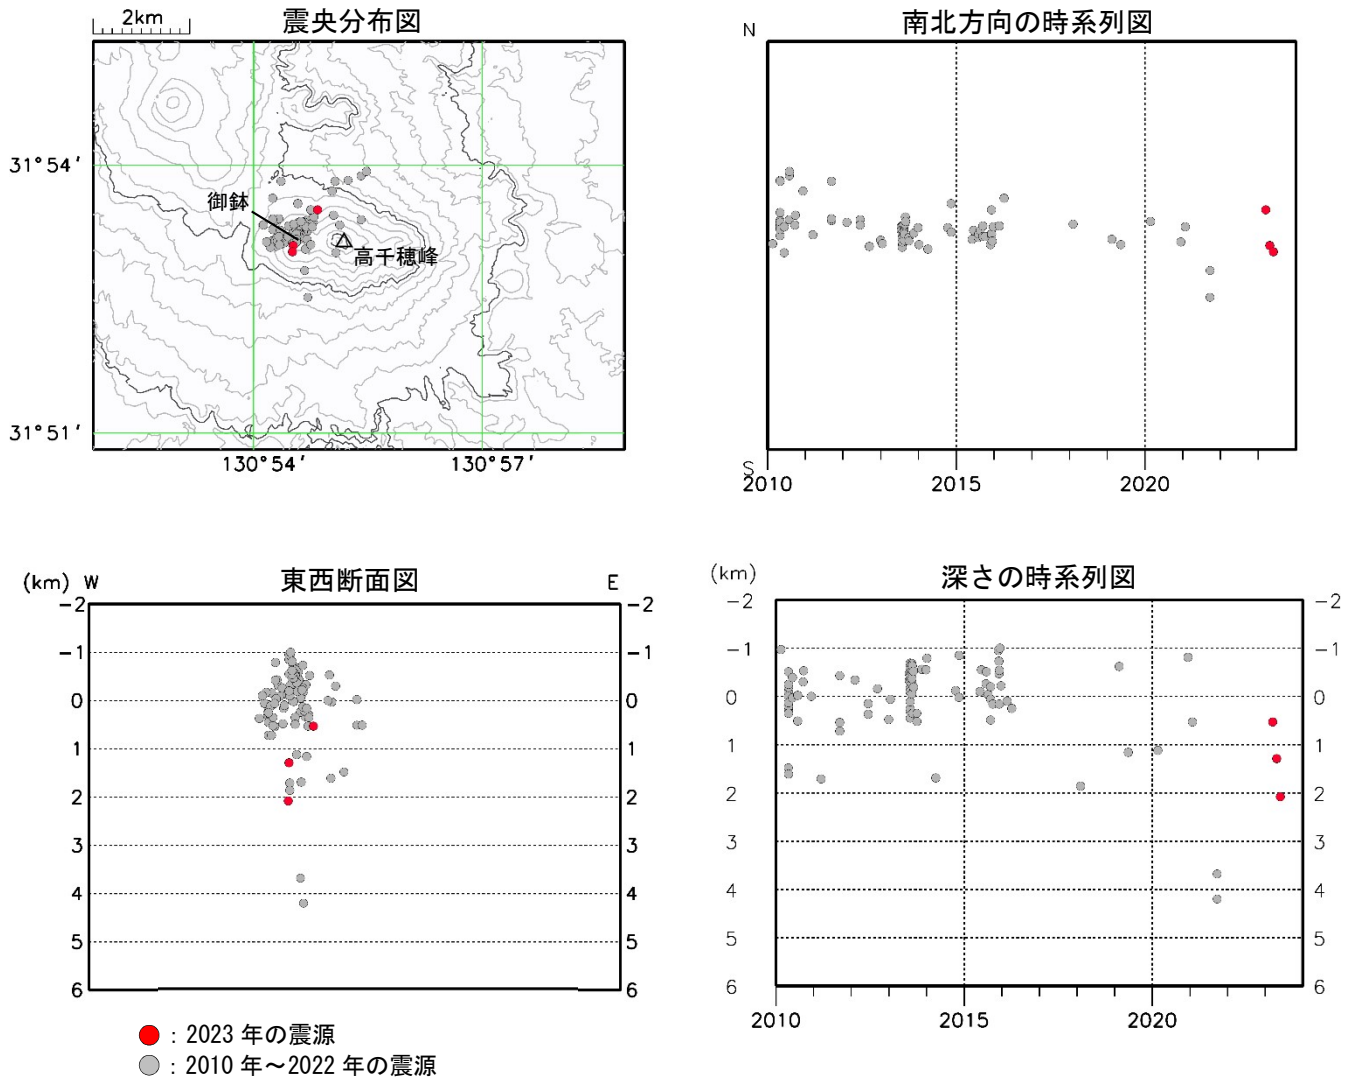 震央分布図
2km
31°54′
31°51′
御鉢
高千穂峰
130°54′ 130°57′
南北方向の時系列図
N
S
2010 2015 2020
東西断面図
(km) W E
-2 -2
-1 -1
0 0
1 1
2 2
3 3
4 4
5 5
6 6
深さの時系列図
(km)
-2 -2
-1 -1
0 0
1 1
2 2
3 3
4 4
5 5
6 6
2010 2015 2020
：2023 年の震源
：2010 年～2022 年の震源